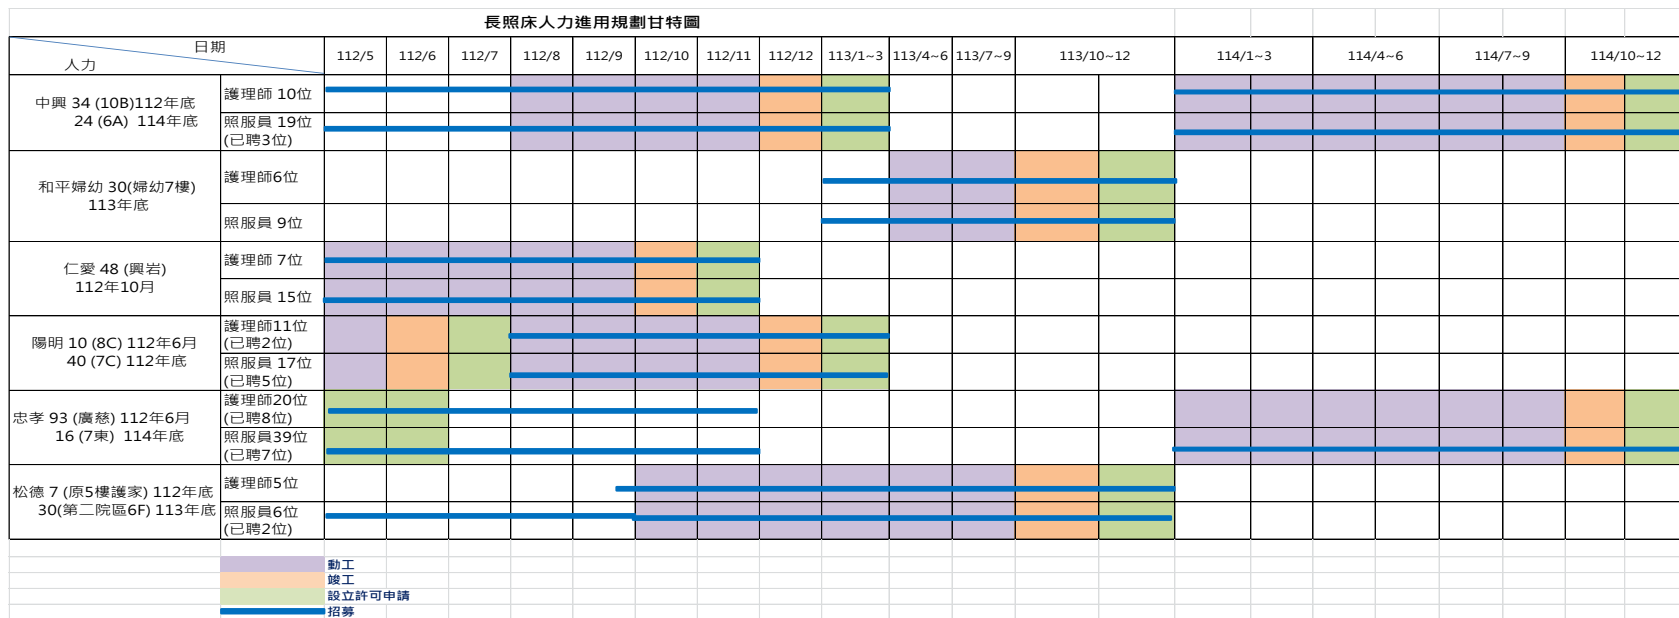 長照床人力進用規劃甘特圖
日期
人力
112/5 112/6 112/7 112/8 112/9 112/10 112/11 112/12 113/1~3 113/4~6 113/7~9 113/10~12 114/1~3 114/4~6 114/7~9 114/10~12
中興 34 (10B)112年底
24 (6A) 114年底
護理師 10位
照服員 19位
(已聘3位)
和平婦幼 30(婦幼7樓)
113年底
護理師6位
照服員 9位
仁愛 48 (興岩)
112年10月
護理師 7位
照服員 15位
陽明 10 (8C) 112年6月
40 (7C) 112年底
護理師11位
(已聘2位)
照服員 17位
(已聘5位)
忠孝 93 (廣慈) 112年6月
16 (7東) 114年底
護理師20位
(已聘8位)
照服員39位
(已聘7位)
松德 7 (原5樓護家) 112年底
30(第二院區6F) 113年底
護理師5位
照服員6位
(已聘2位)
動工
竣工
設立許可申請
招募